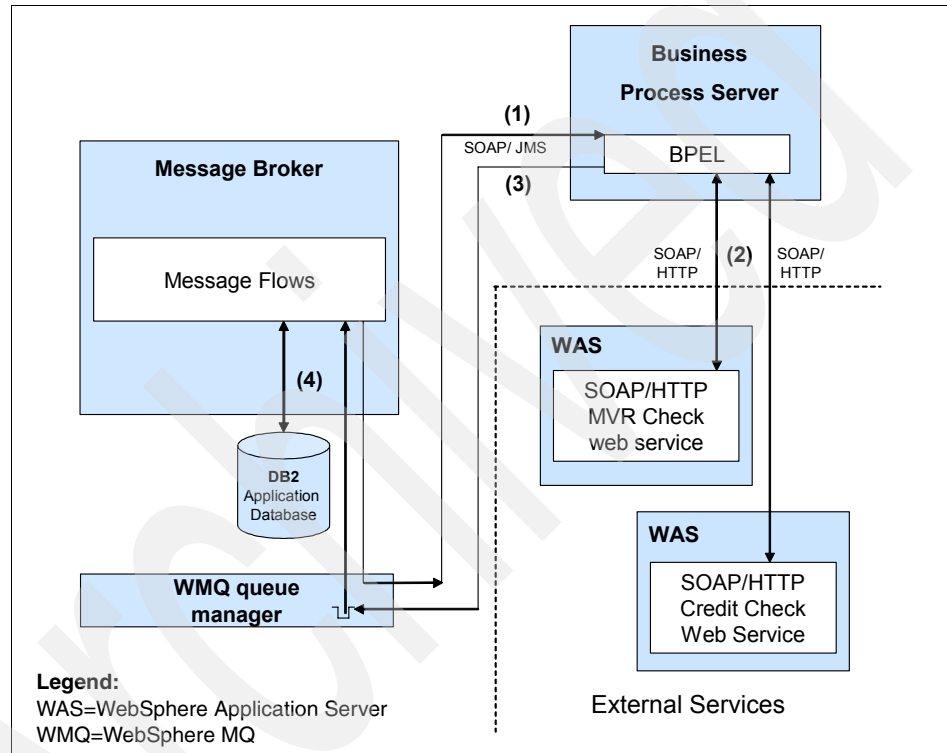 Business
Process Server
(1)
SOAP/ JMS
BPEL
(3)
Message Broker
Message Flows
SOAP/
HTTP
(2)
SOAP/
HTTP
WAS
SOAP/HTTP
MVR Check
web service
(4)
DB2
Application
Database
WAS
SOAP/HTTP
Credit Check
Web Service
WMQ queue
manager
Legend:
WAS=WebSphere Application Server
WMQ=WebSphere MQ
External Services
Archived